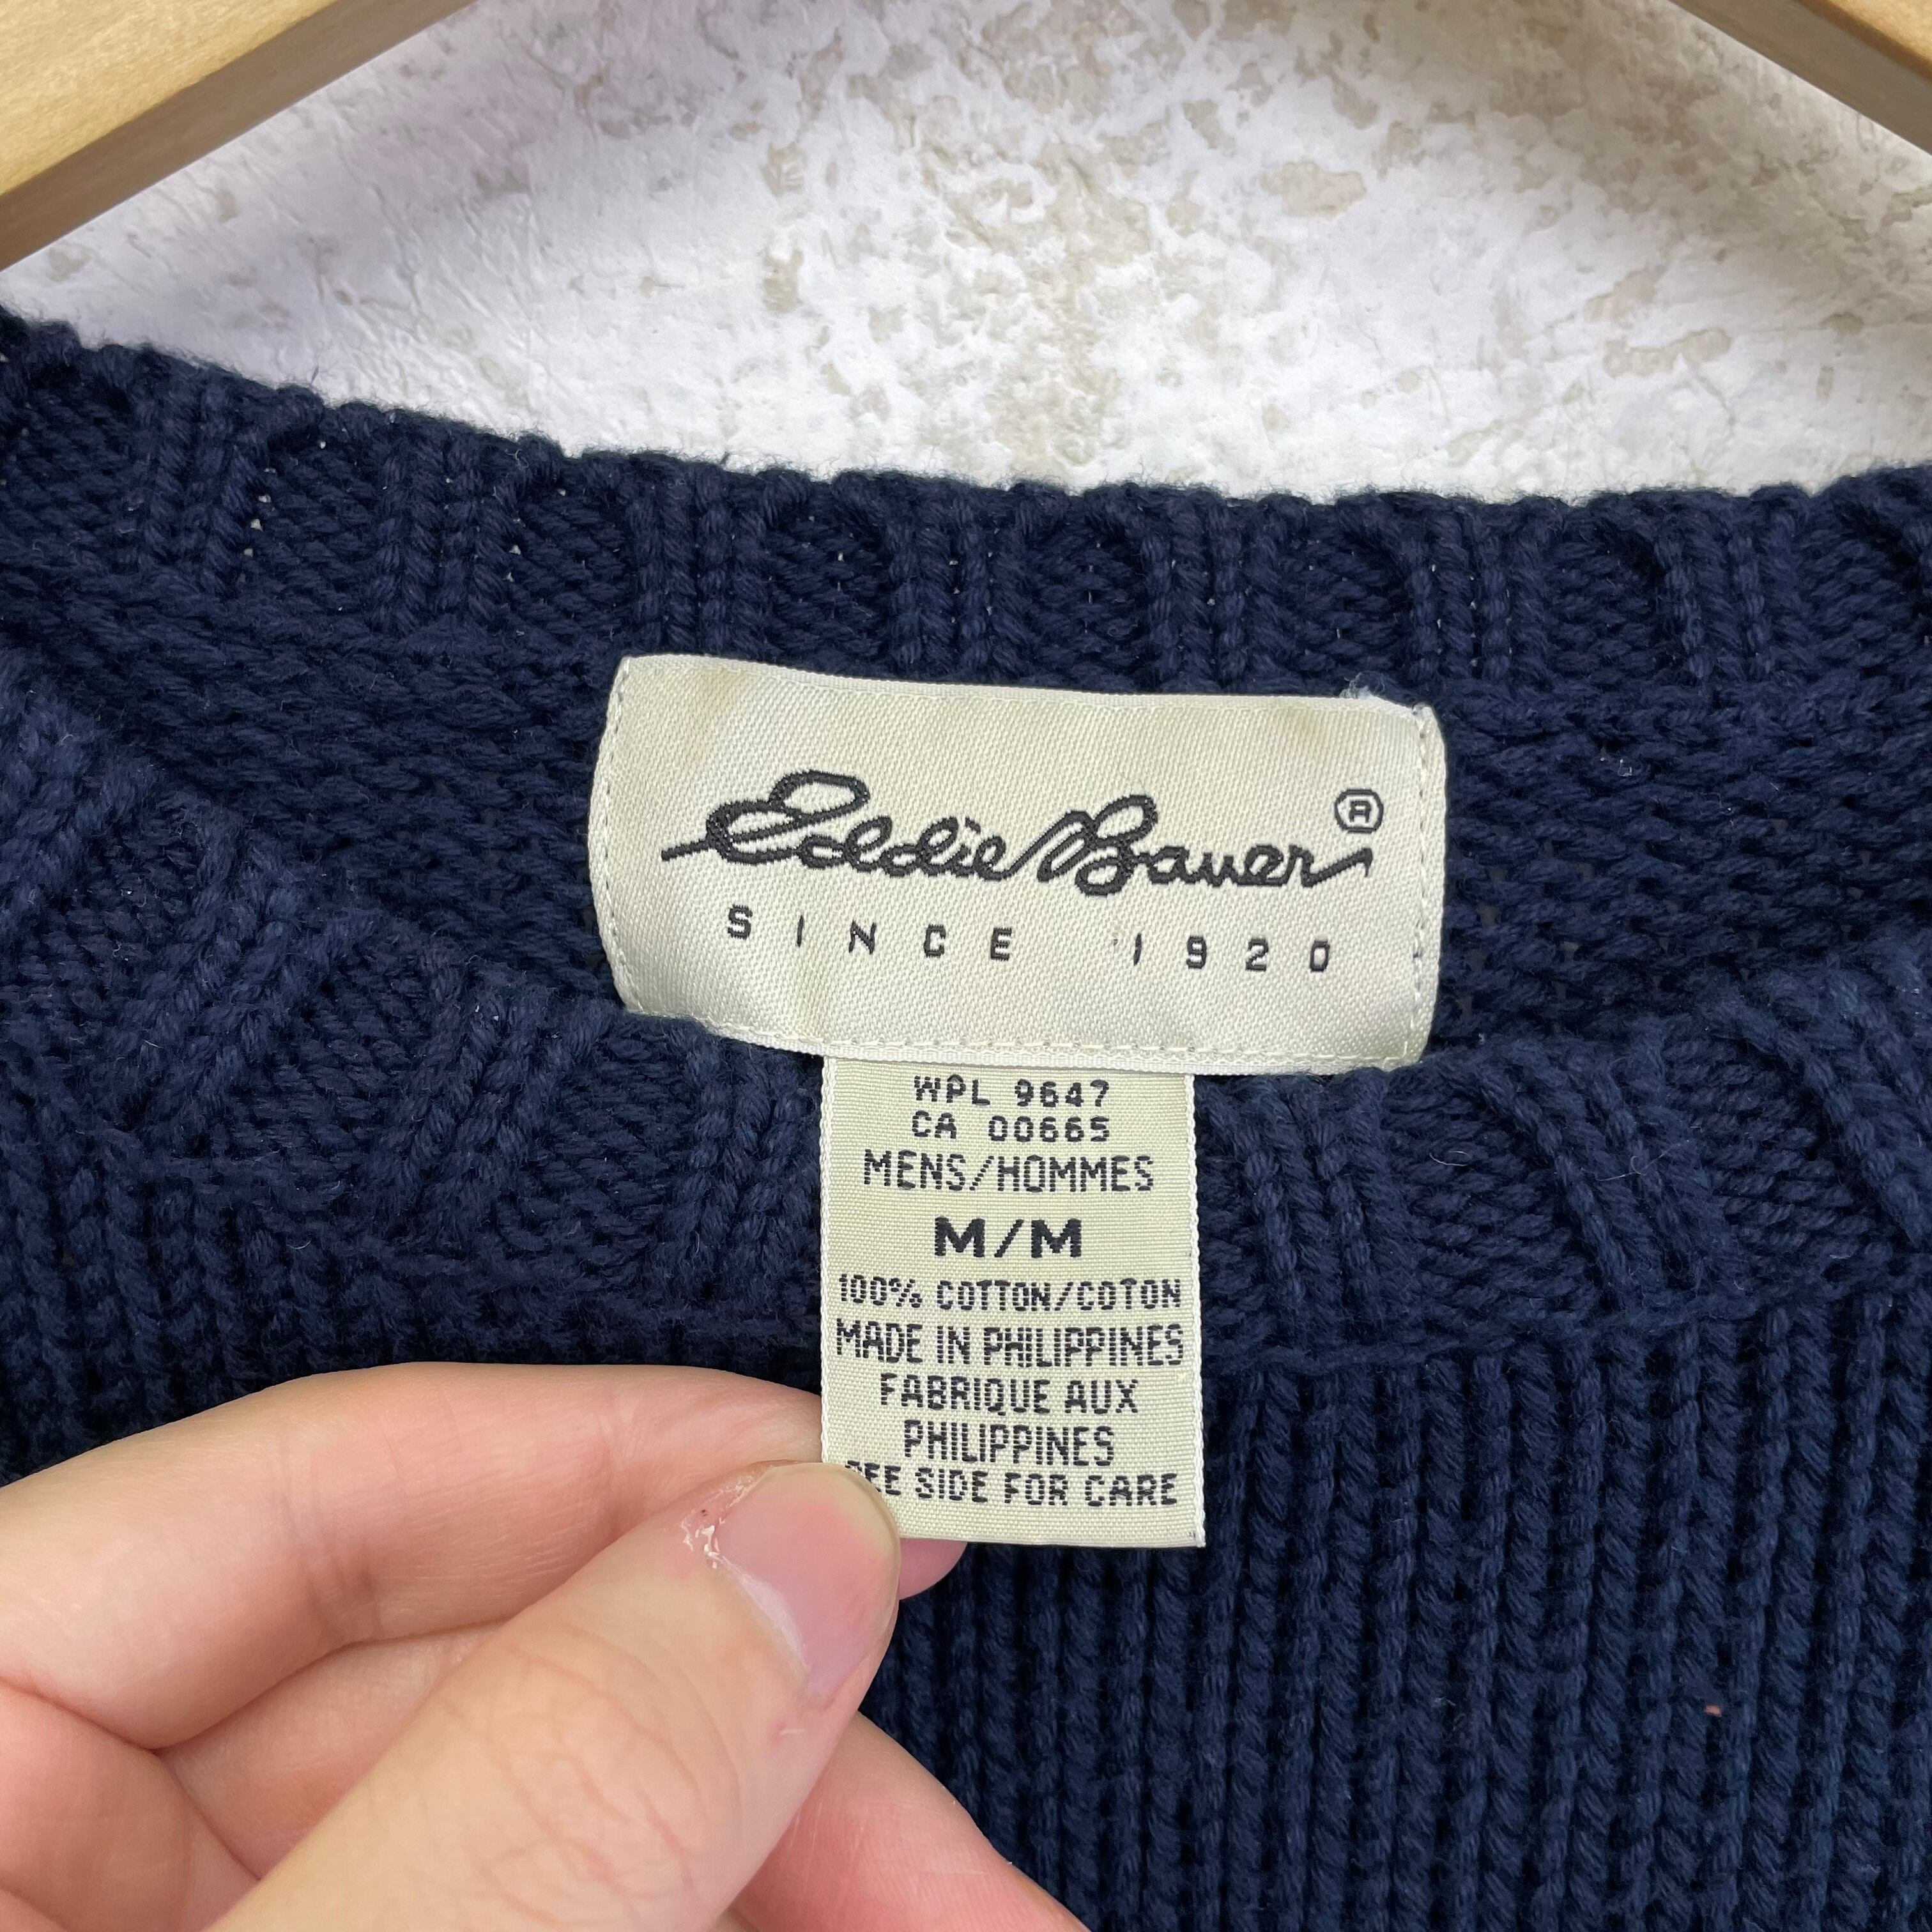 Eddie Bauer ®
SINCE 1920
WPL 9647
CA 00665
MENS/HOMMES
M/M
100% COTTON/COTON
MADE IN PHILIPPINES
FABRIQUE AUX
PHILIPPINES
SEE SIDE FOR CARE